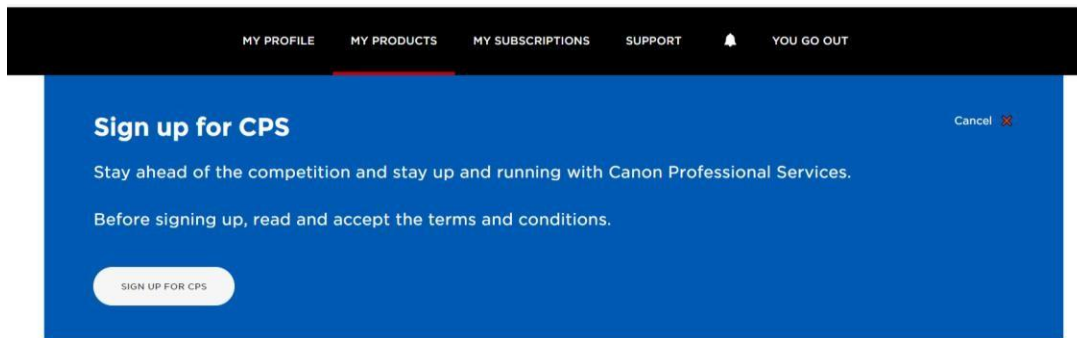 MY PROFILE MY PRODUCTS MY SUBSCRIPTIONS SUPPORT YOU GO OUT
Sign up for CPS
Cancel
Stay ahead of the competition and stay up and running with Canon Professional Services.
Before signing up, read and accept the terms and conditions.
SIGN UP FOR CPS